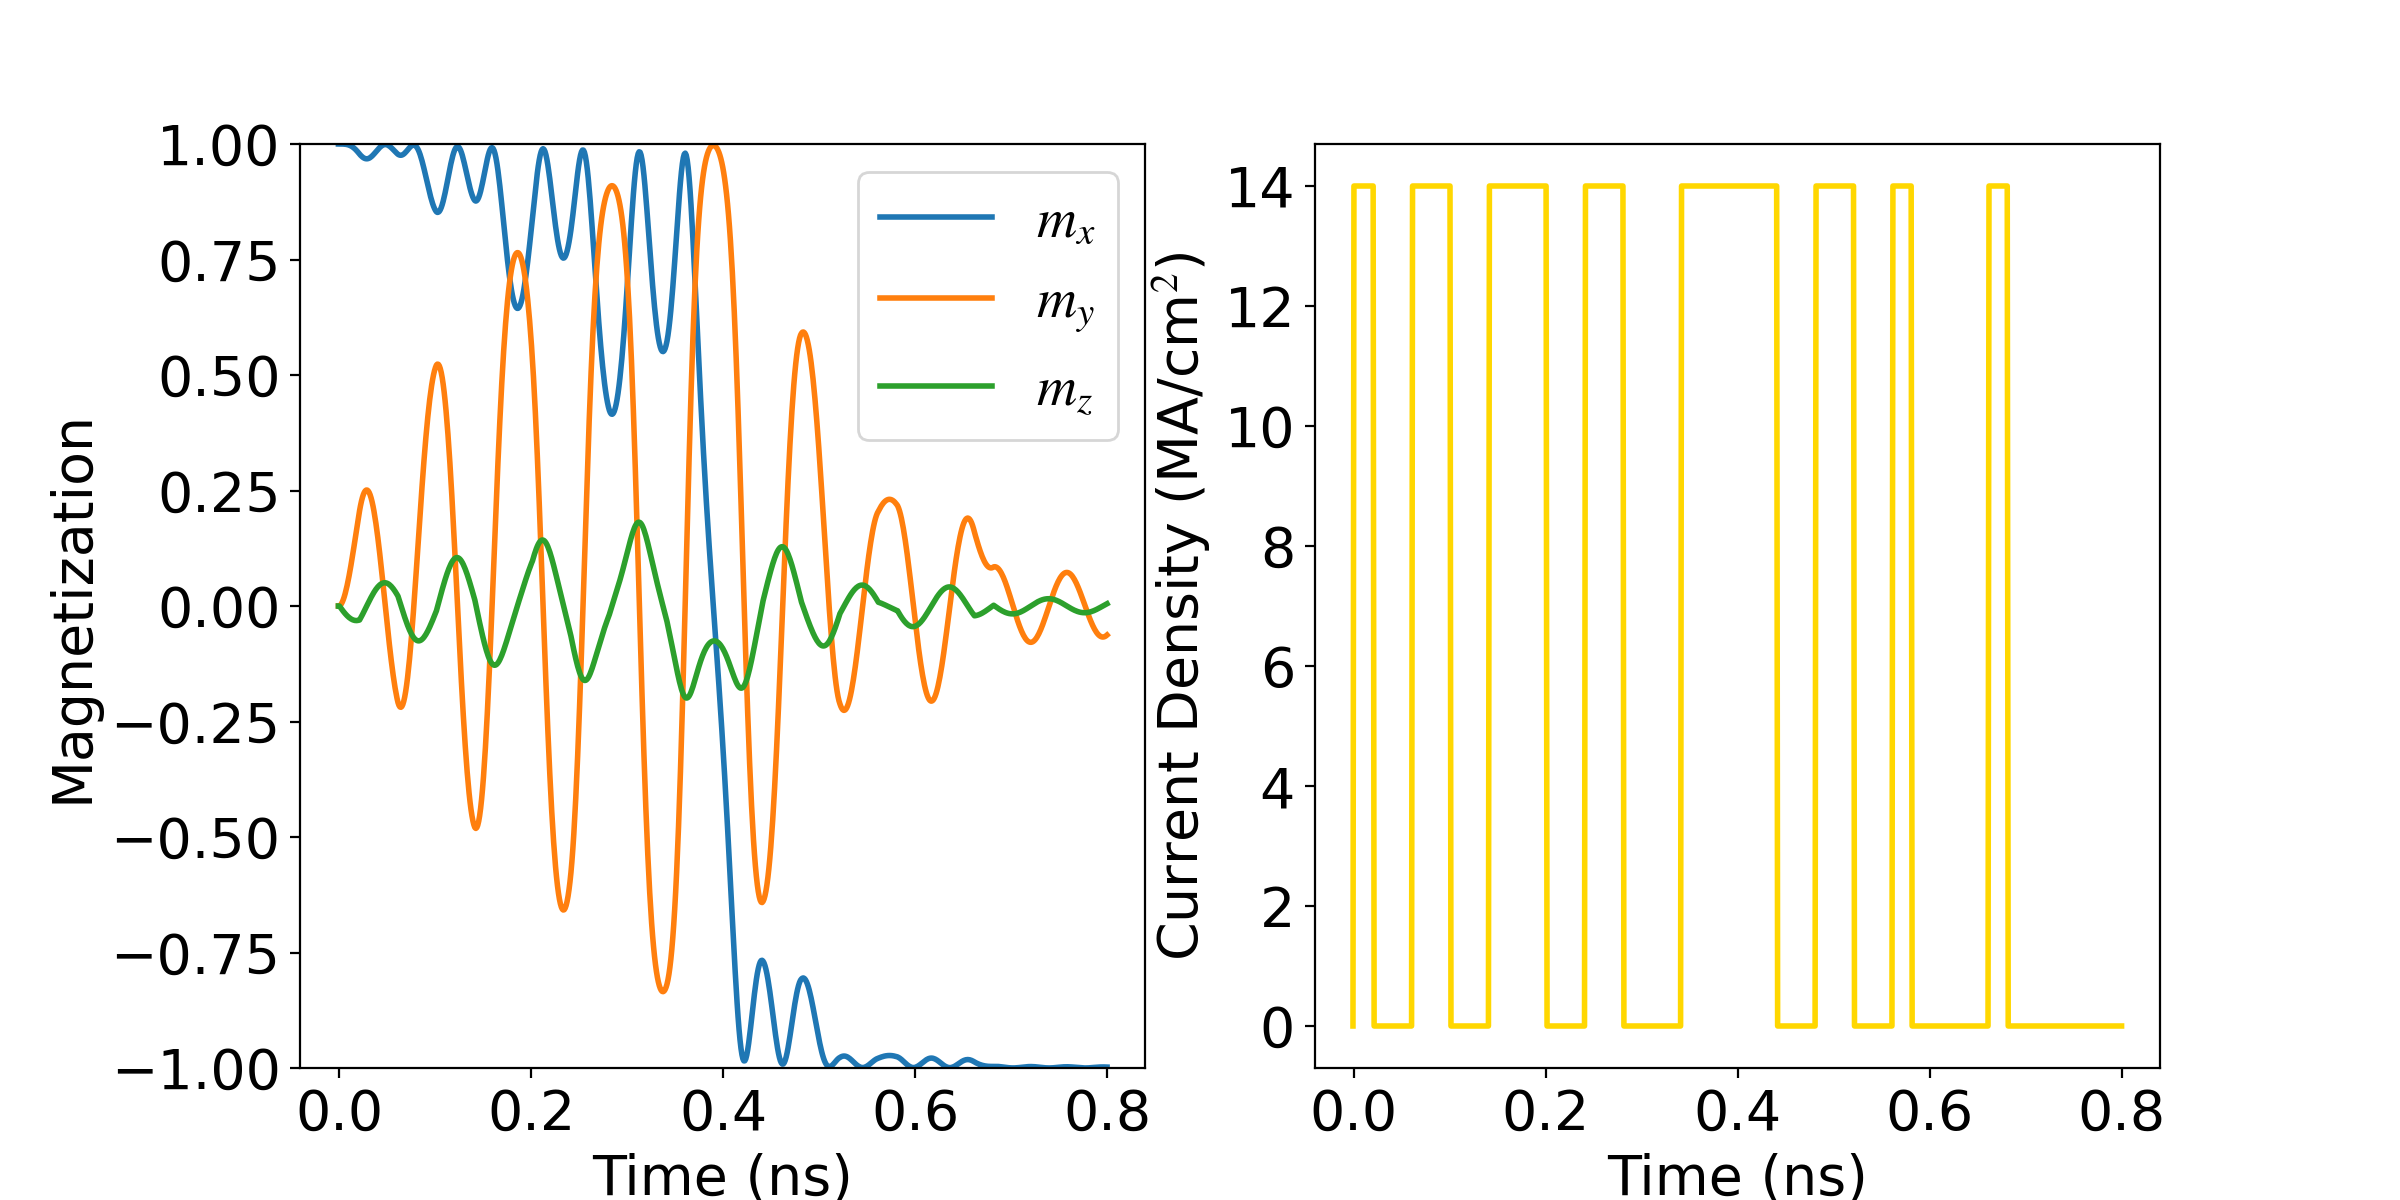 1.00
0.75
0.50
0.25
0.00
−0.25
−0.50
−0.75
−1.00
Magnetization
0.0 0.2 0.4 0.6 0.8
Time (ns)
m_x
m_y
m_z
14
12
10
8
6
4
2
0
Current Density (MA/cm²)
0.0 0.2 0.4 0.6 0.8
Time (ns)